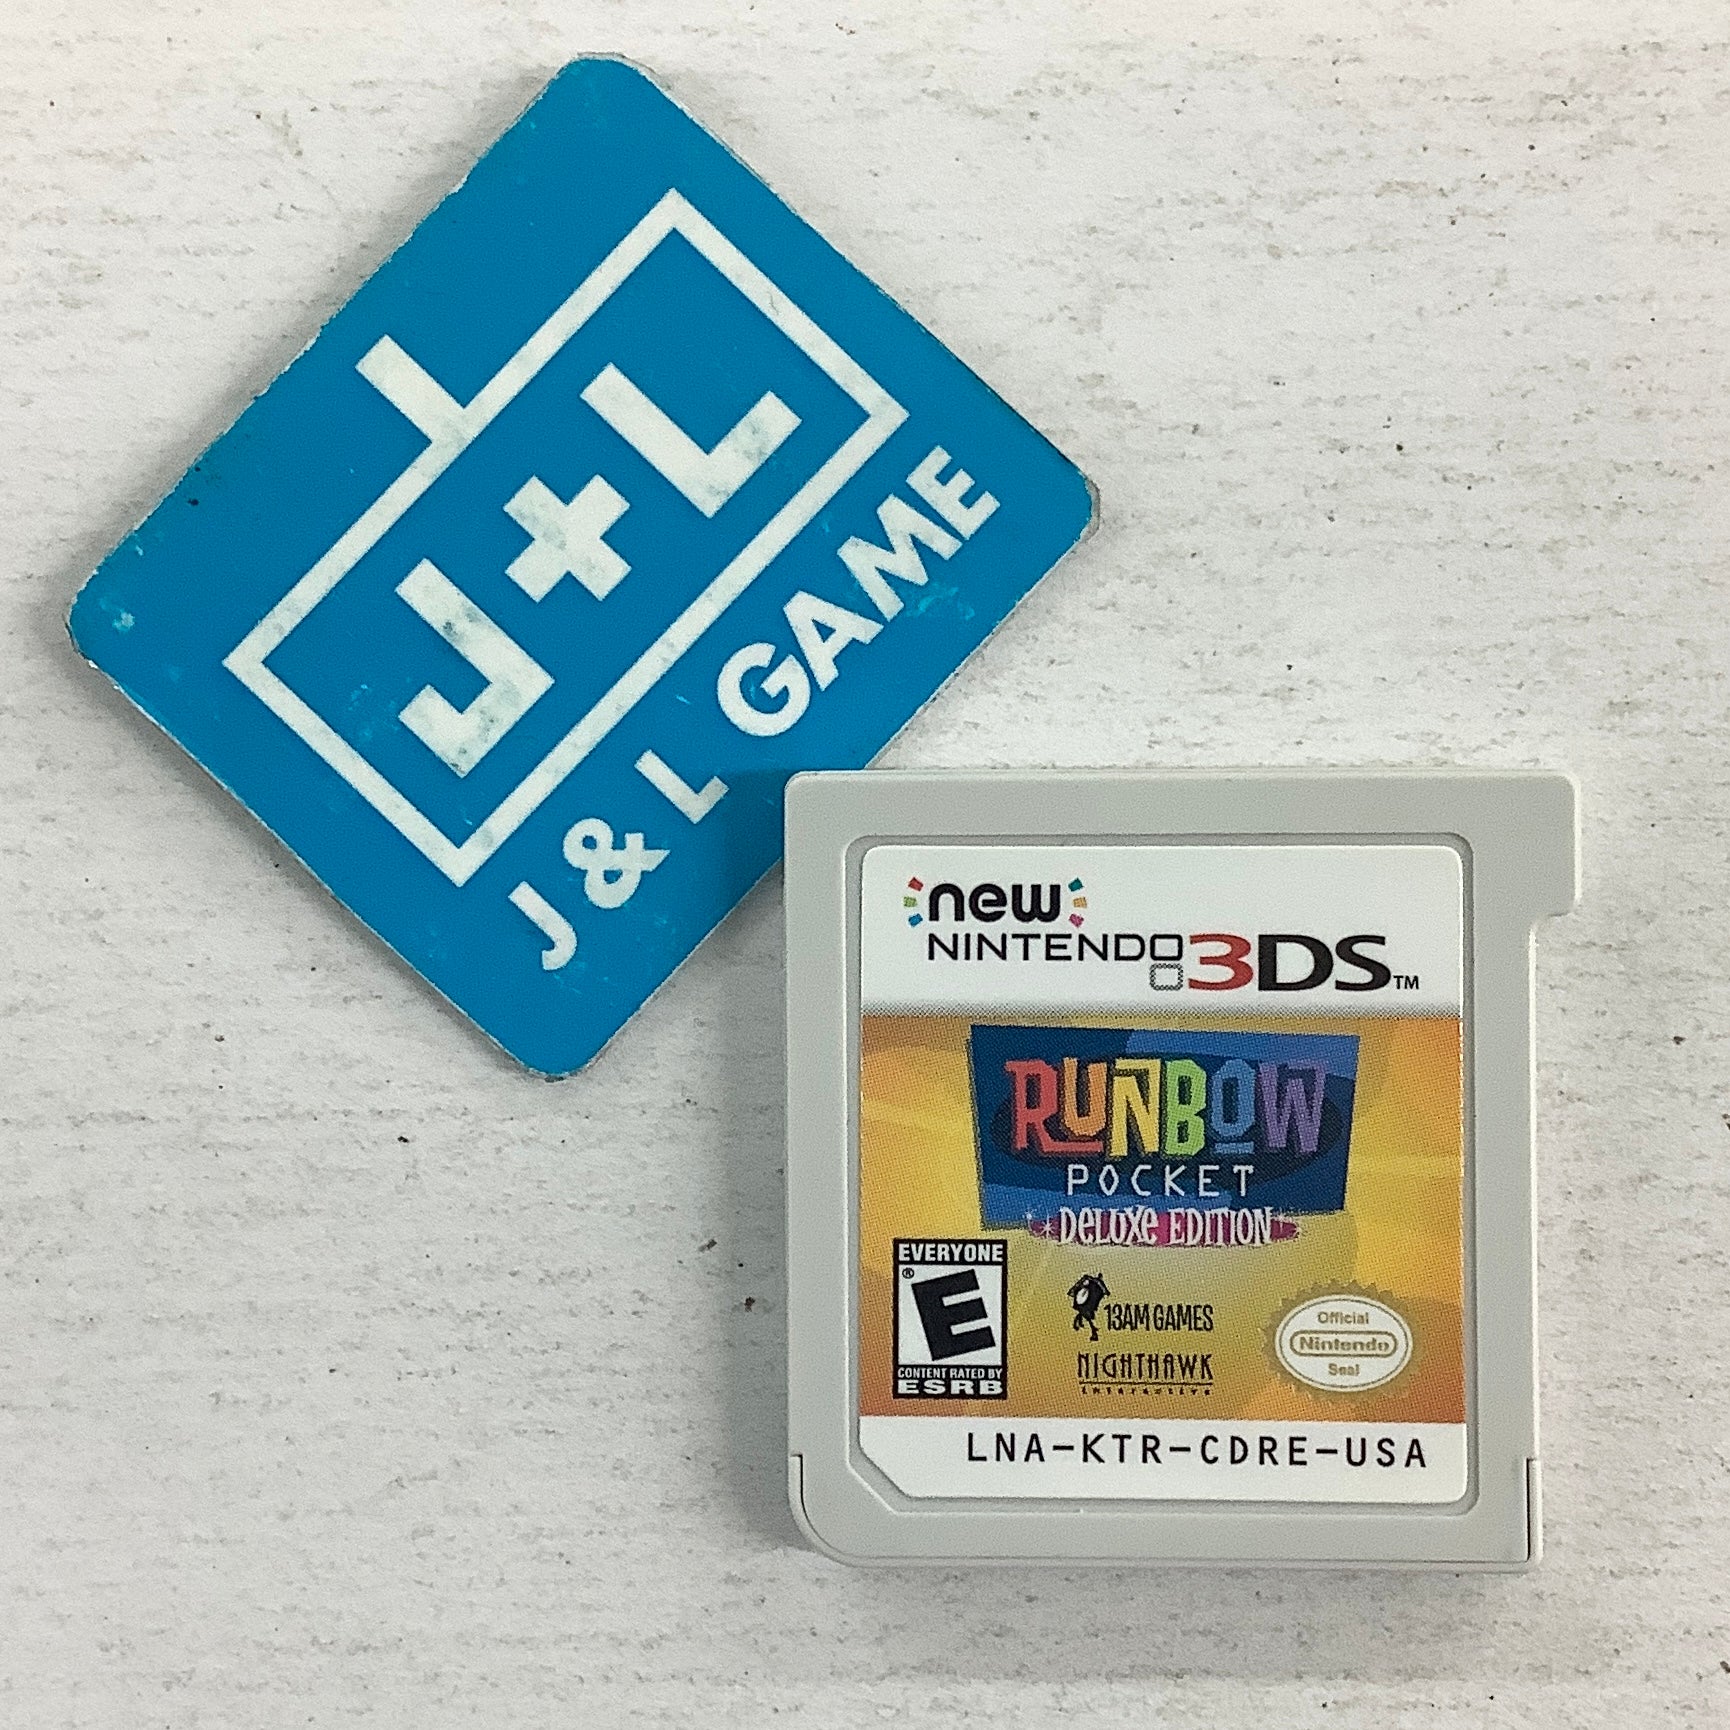 J+L
J & L GAME
new
NINTENDO 3DS™
RUNBOW
POCKET
DELUXE EDITION
EVERYONE
E®
CONTENT RATED BY
ESRB
13AM GAMES
NIGHTHAWK
interactive
Official
Nintendo
Seal
LNA-KTR-CDRE-USA